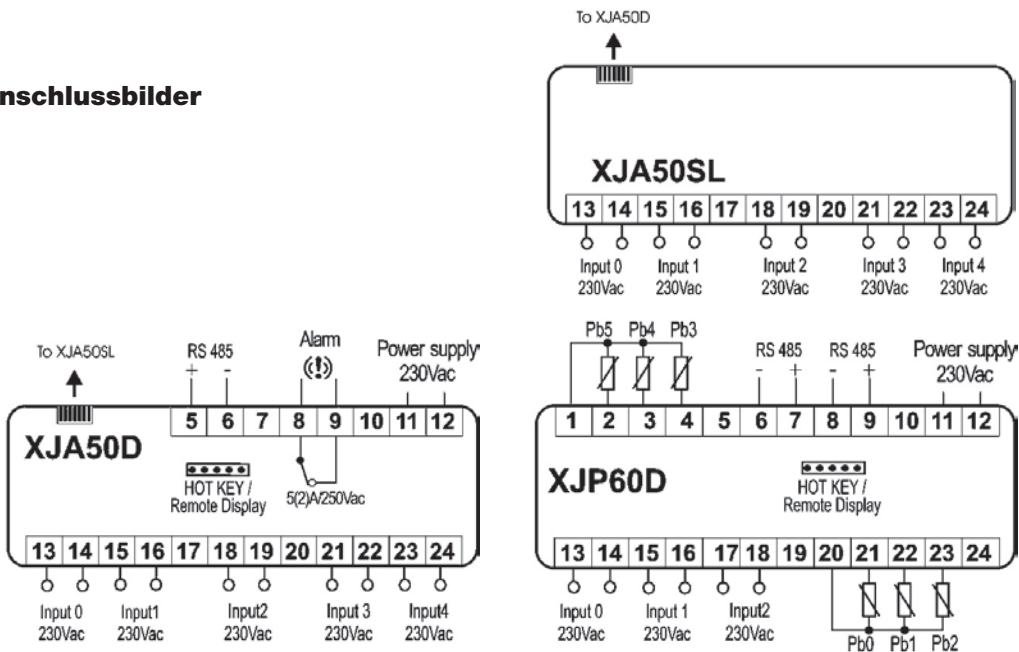 nschlussbilder
To XJA50D
XJA50SL
13 14 15 16 17 18 19 20 21 22 23 24
Input 0 Input 1 Input 2 Input 3 Input 4
230Vac 230Vac 230Vac 230Vac 230Vac
To XJA50SL
RS 485
+ -
Alarm
(!)
Power supply
230Vac
5 6 7 8 9 10 11 12
XJA50D
HOT KEY /
Remote Display
5(2)A/250Vac
13 14 15 16 17 18 19 20 21 22 23 24
Input 0 Input1 Input2 Input 3 Input4
230Vac 230Vac 230Vac 230Vac 230Vac
Pb5 Pb4 Pb3
RS 485 RS 485
- + - +
Power supply
230Vac
1 2 3 4 5 6 7 8 9 10 11 12
XJP60D
HOT KEY /
Remote Display
13 14 15 16 17 18 19 20 21 22 23 24
Input 0 Input 1 Input2
230Vac 230Vac 230Vac
Pb0 Pb1 Pb2